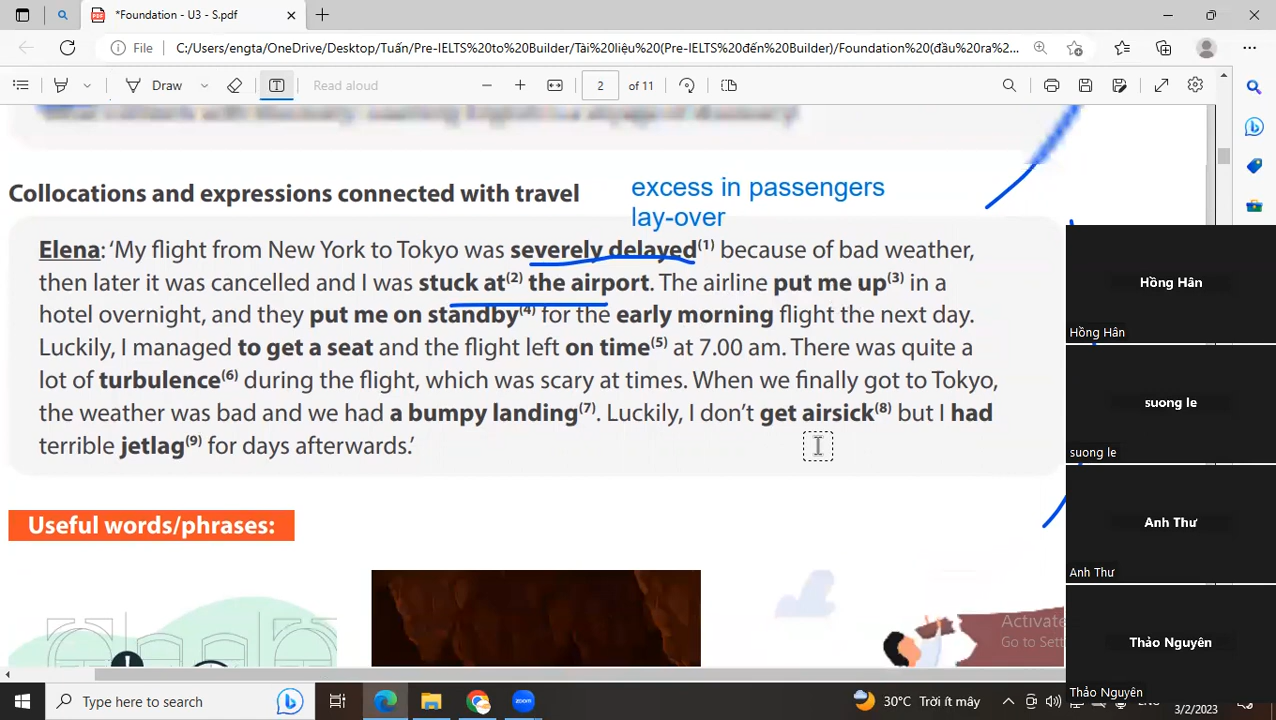 *Foundation - U3 - S.pdf
File
C:/Users/engta/OneDrive/Desktop/Tuấn/Pre-IELTS%20to%20Builder/Tài%20liệu%20(Pre-IELTS%20đến%20Builder)/Foundation%20(đầu%20ra%2...
Draw
Read aloud
2
of 11
Collocations and expressions connected with travel
excess in passengers
lay-over
Elena: ‘My flight from New York to Tokyo was severely delayed(1) because of bad weather,
then later it was cancelled and I was stuck at(2) the airport. The airline put me up(3) in a
hotel overnight, and they put me on standby(4) for the early morning flight the next day.
Luckily, I managed to get a seat and the flight left on time(5) at 7.00 am. There was quite a
lot of turbulence(6) during the flight, which was scary at times. When we finally got to Tokyo,
the weather was bad and we had a bumpy landing(7). Luckily, I don’t get airsick(8) but I had
terrible jetlag(9) for days afterwards.’
Useful words/phrases:
Hồng Hân
Hồng Hân
suong le
suong le
Anh Thư
Anh Thư
Thảo Nguyên
Thảo Nguyên
Activate
Go to Sett
Type here to search
zoom
30°C Trời ít mây
3/2/2023